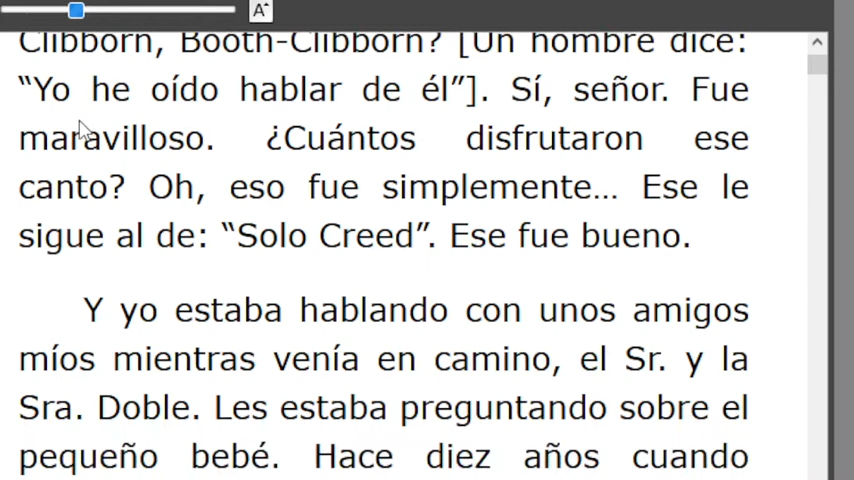 A
Clibborn, Booth-Clibborn? [Un hombre dice:
“Yo he oído hablar de él”]. Sí, señor. Fue
maravilloso. ¿Cuántos disfrutaron ese
canto? Oh, eso fue simplemente… Ese le
sigue al de: “Solo Creed”. Ese fue bueno.
Y yo estaba hablando con unos amigos
míos mientras venía en camino, el Sr. y la
Sra. Doble. Les estaba preguntando sobre el
pequeño bebé. Hace diez años cuando